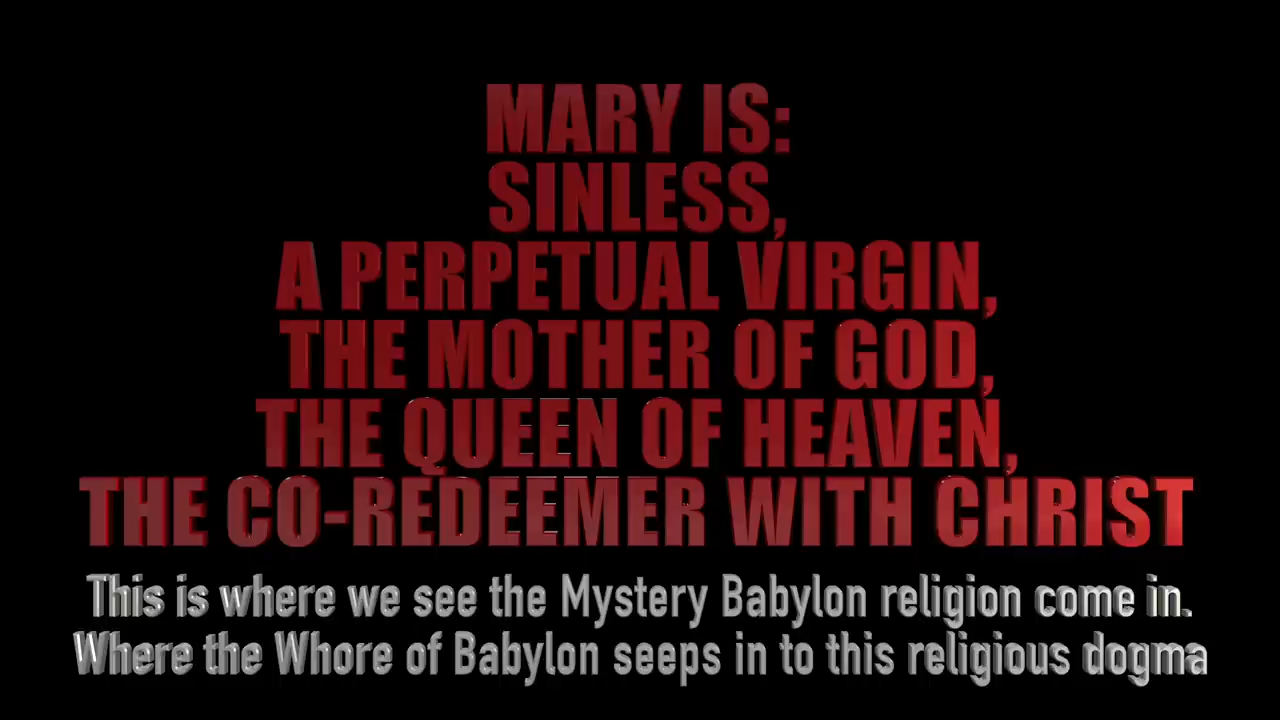 MARY IS:
SINLESS,
A PERPETUAL VIRGIN,
THE MOTHER OF GOD,
THE QUEEN OF HEAVEN,
THE CO-REDEEMER WITH CHRIST
This is where we see the Mystery Babylon religion come in.
Where the Whore of Babylon seeps in to this religious dogma